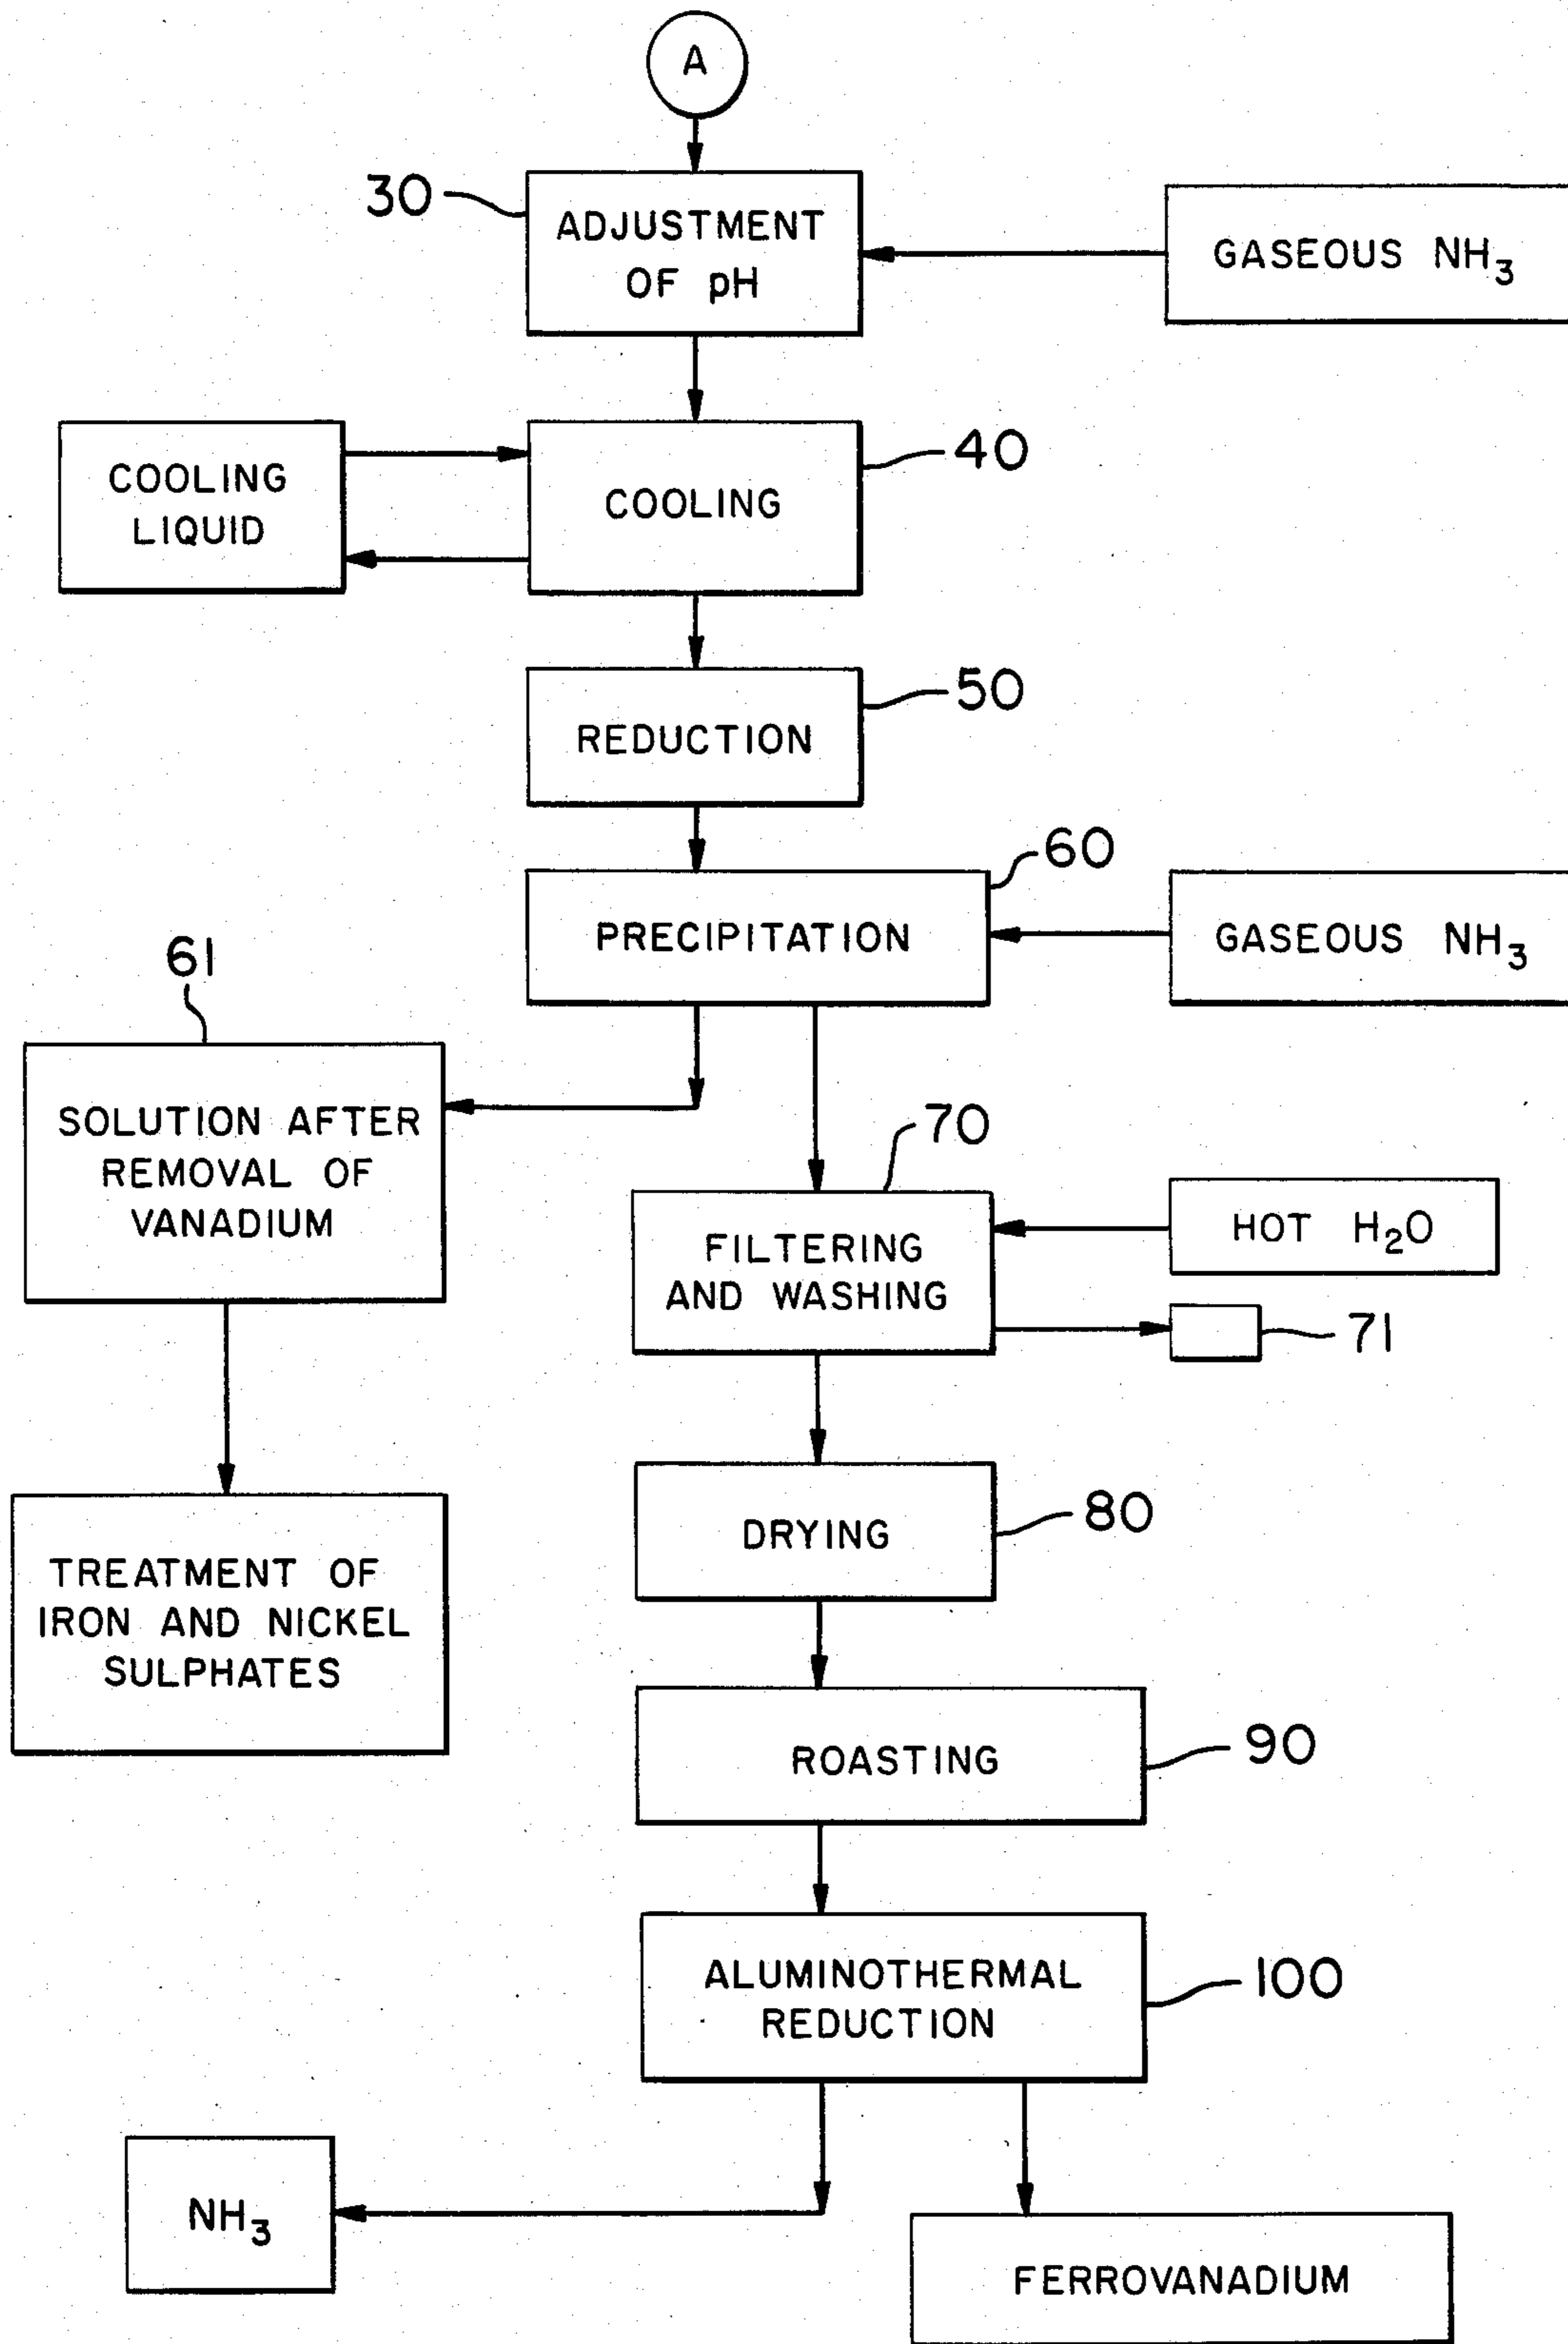 A
30
ADJUSTMENT
OF pH
GASEOUS NH₃
COOLING
LIQUID
COOLING
40
REDUCTION
50
60
PRECIPITATION
GASEOUS NH₃
61
SOLUTION AFTER
REMOVAL OF
VANADIUM
70
FILTERING
AND WASHING
HOT H₂O
71
TREATMENT OF
IRON AND NICKEL
SULPHATES
DRYING
80
ROASTING
90
ALUMINOTHERMAL
REDUCTION
100
NH₃
FERROVANADIUM